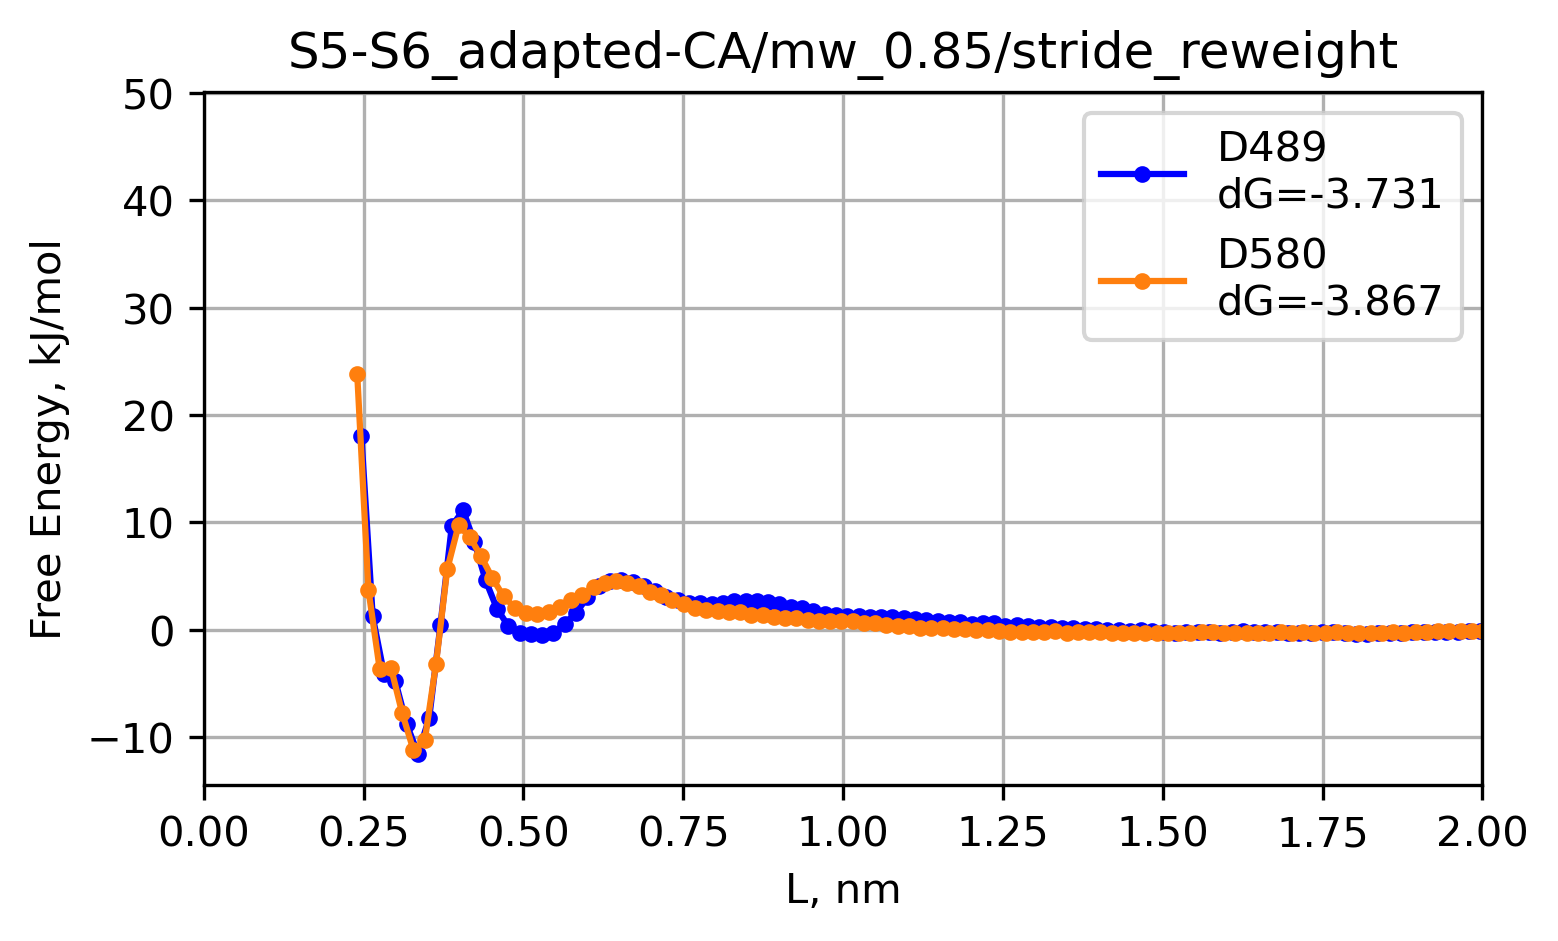 S5-S6_adapted-CA/mw_0.85/stride_reweight
50
40
30
20
10
0
−10
Free Energy, kJ/mol
D489
dG=-3.731
D580
dG=-3.867
0.00 0.25 0.50 0.75 1.00 1.25 1.50 1.75 2.00
L, nm